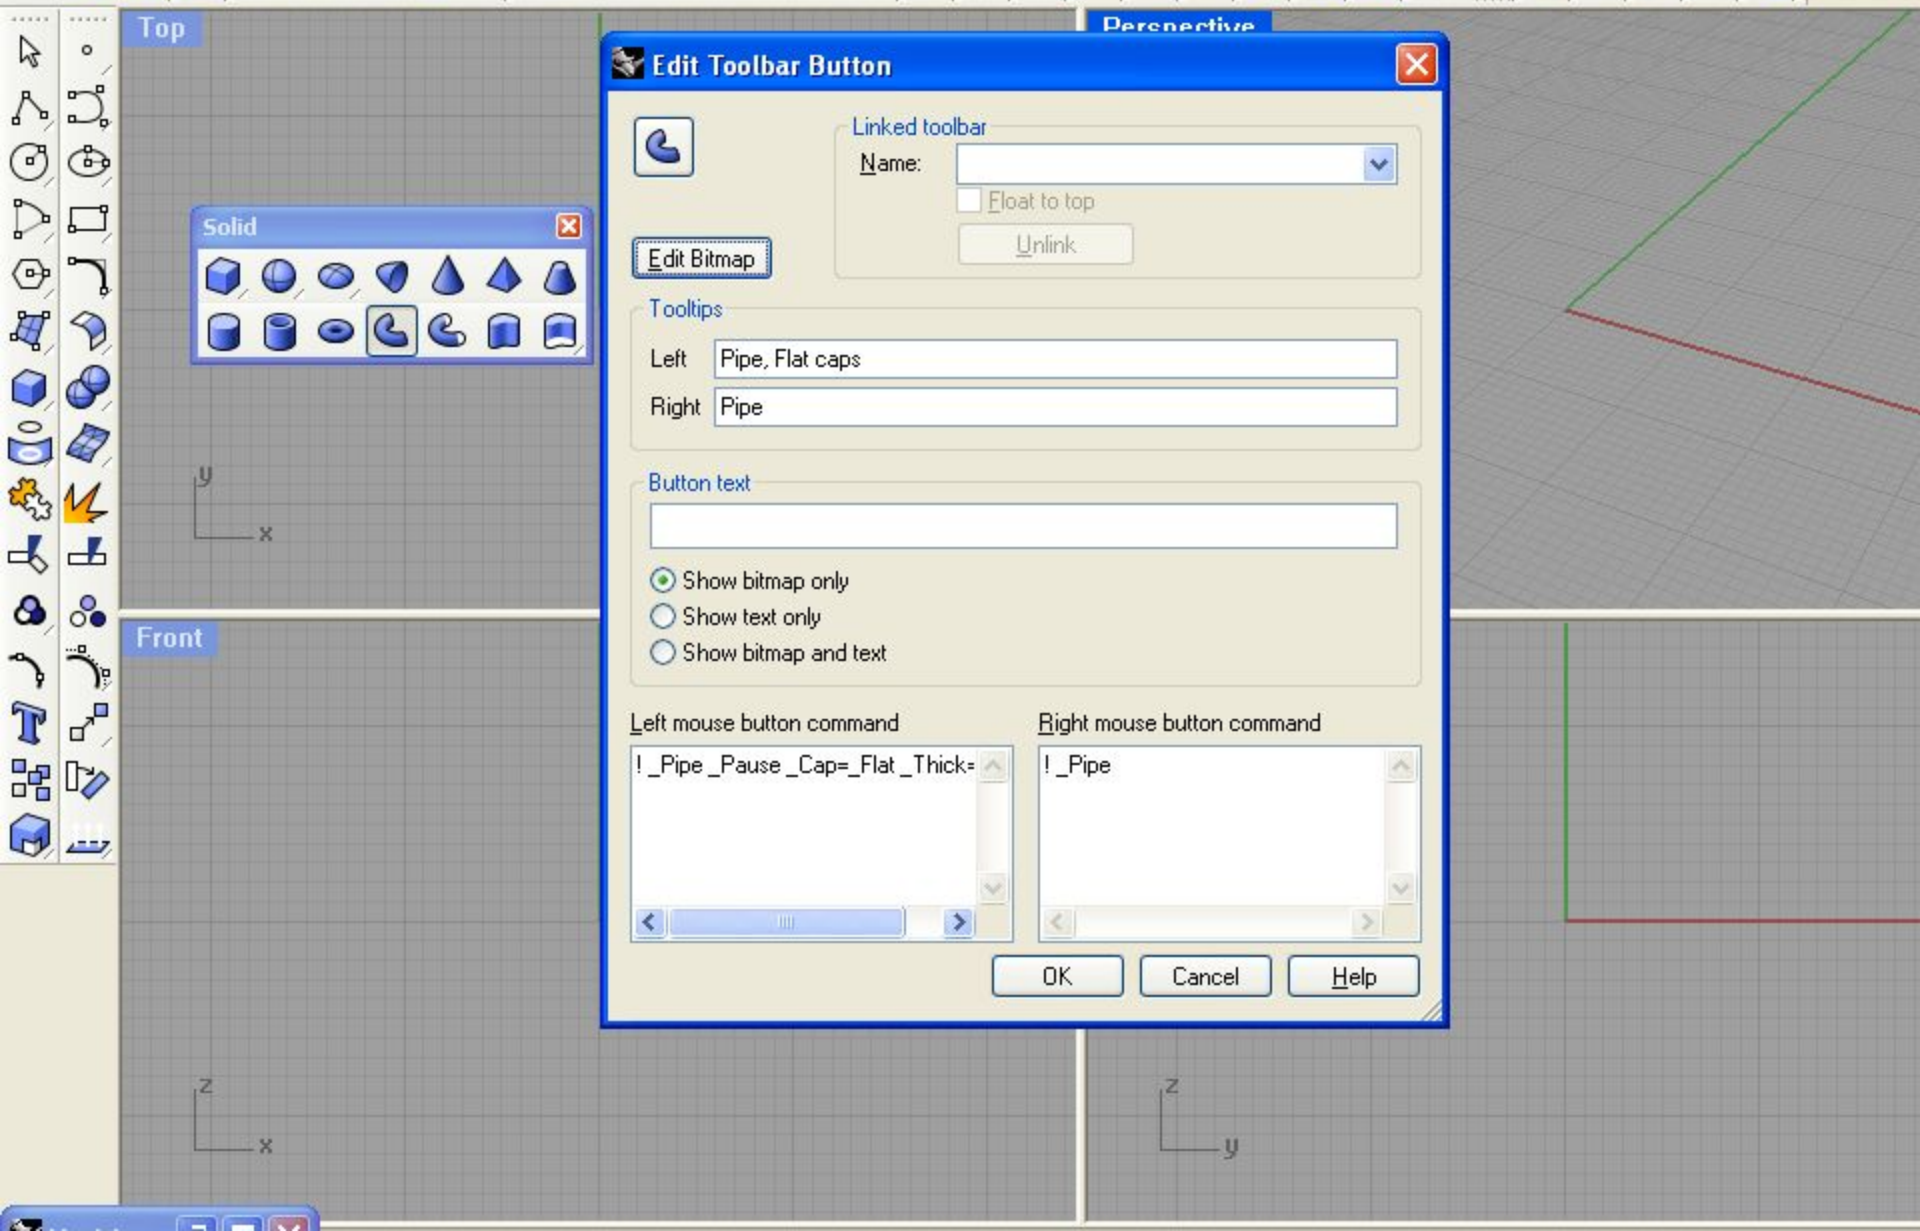 Top
Perspective
Edit Toolbar Button
Linked toolbar
Name:
Float to top
Unlink
Solid
Edit Bitmap
Tooltips
Left Pipe, Flat caps
Right Pipe
Button text
y
x
Show bitmap only
Show text only
Show bitmap and text
Front
Left mouse button command
! _Pipe _Pause _Cap=_Flat _Thick=
Right mouse button command
! _Pipe
OK Cancel Help
z
x
z
y